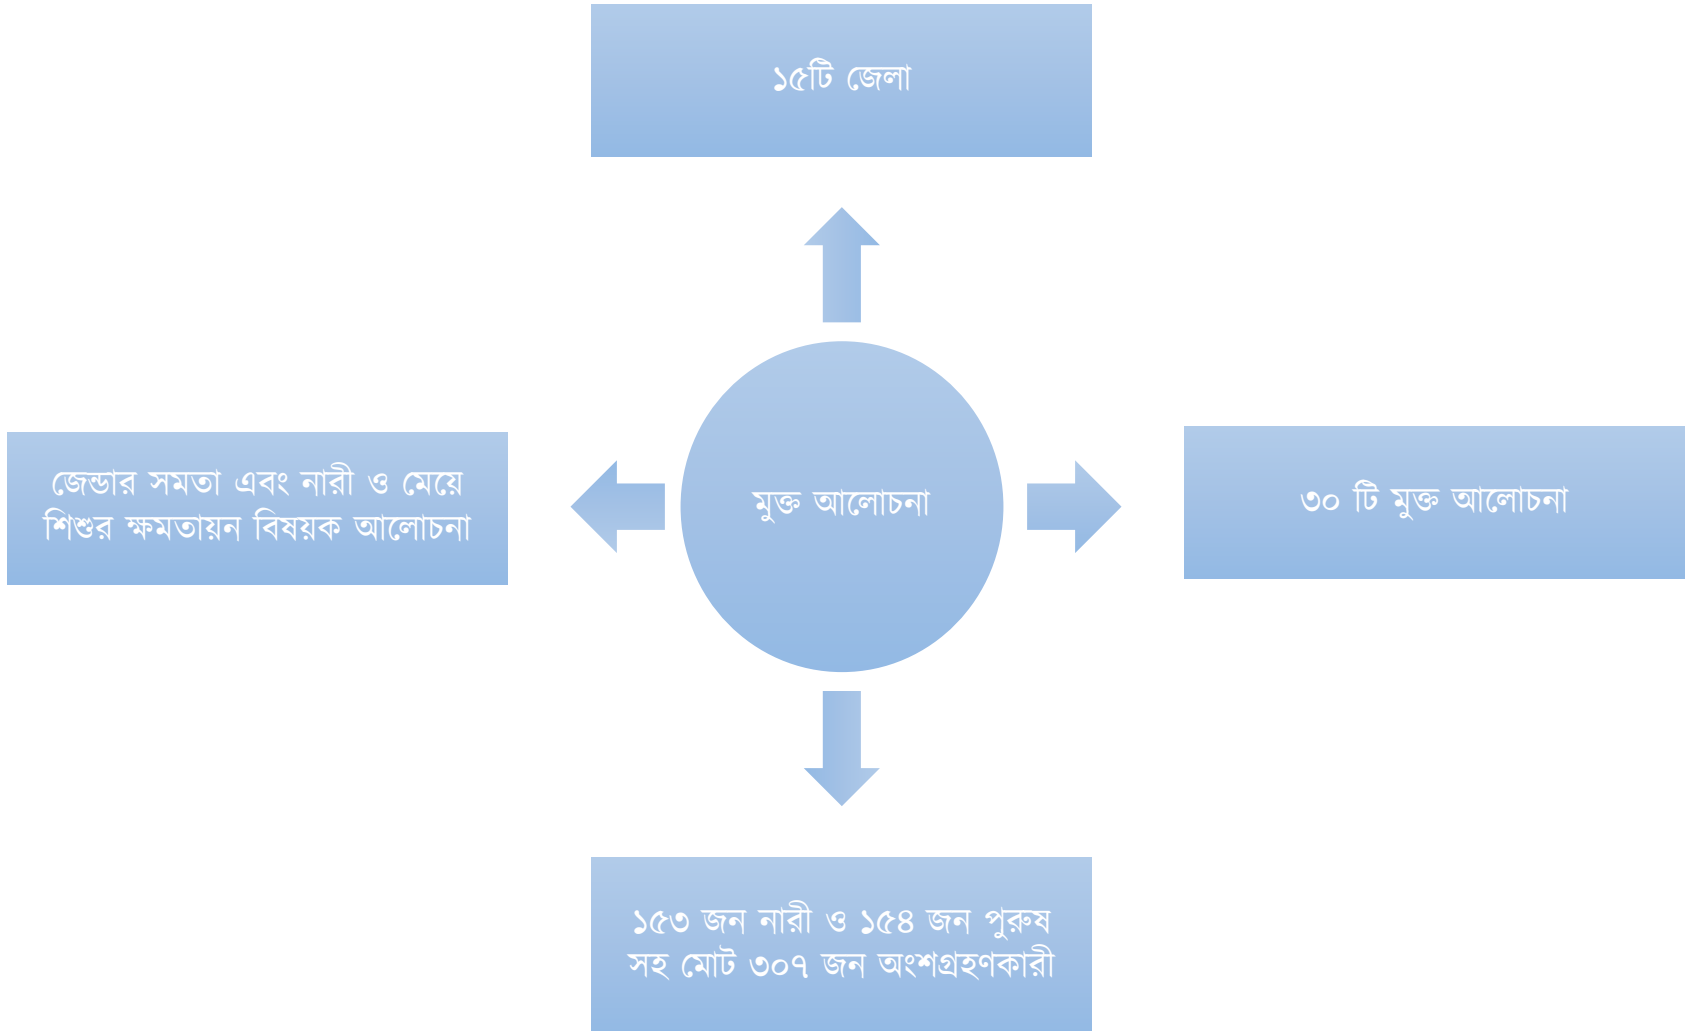 ১৫টি জেলা
জেন্ডার সমতা এবং নারী ও মেয়ে
শিশুর ক্ষমতায়ন বিষয়ক আলোচনা
মুক্ত আলোচনা
৩০ টি মুক্ত আলোচনা
১৫৩ জন নারী ও ১৫৪ জন পুরুষ
সহ মোট ৩০৭ জন অংশগ্রহণকারী